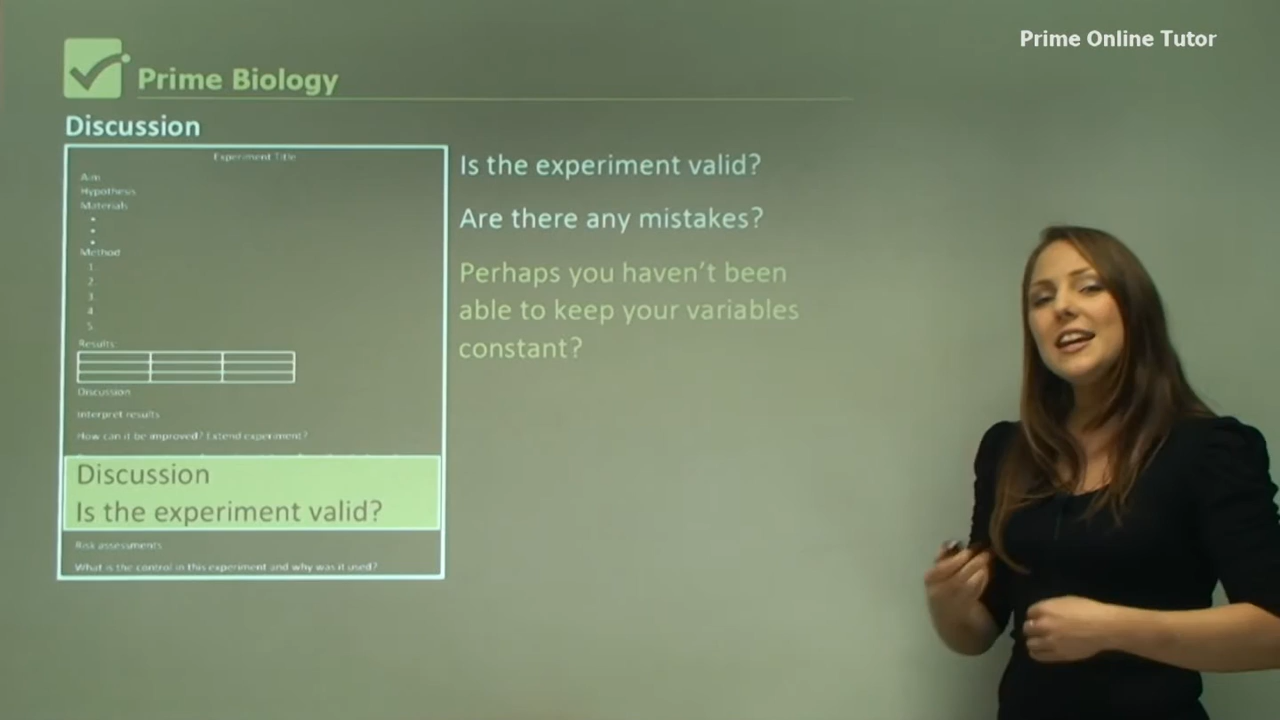 Prime Online Tutor
Prime Biology
Discussion
Experiment Title
Aim
Hypothesis
Materials
Method
1.
2.
3.
4.
5.
Results:
Discussion
Interpret results
How can it be improved? Extend experiment?
Discussion
Is the experiment valid?
Risk assessments
What is the control in this experiment and why was it used?
Is the experiment valid?
Are there any mistakes?
Perhaps you haven't been
able to keep your variables
constant?